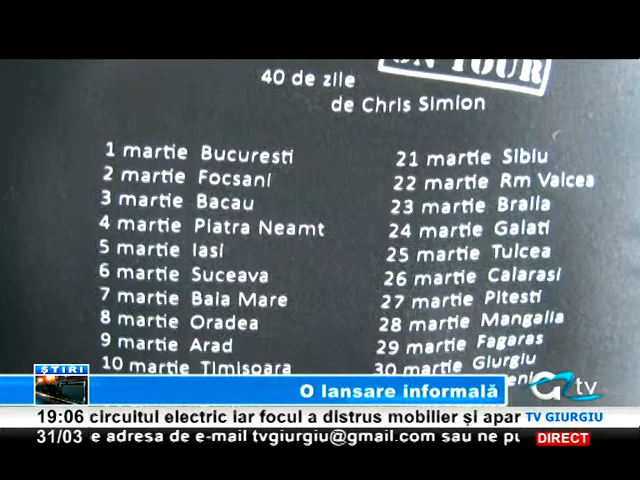 ON TOUR
40 de zile
de Chris Simion
1 martie Bucuresti
2 martie Focsani
3 martie Bacau
4 martie Piatra Neamt
5 martie Iasi
6 martie Suceava
7 martie Baia Mare
8 martie Oradea
9 martie Arad
10 martie Timisoara
21 martie Sibiu
22 martie Rm Valcea
23 martie Braila
24 martie Galati
25 martie Tulcea
26 martie Calarasi
27 martie Pitesti
28 martie Mangalia
29 martie Fagaras
30 martie Giurgiu
ȘTIRI
O lansare informală
GZ tv
19:06 circuitul electric iar focul a distrus mobilier și apar TV GIURGIU
31/03 e adresa de e-mail tvgiurgiu@gmail.com sau ne pu DIRECT